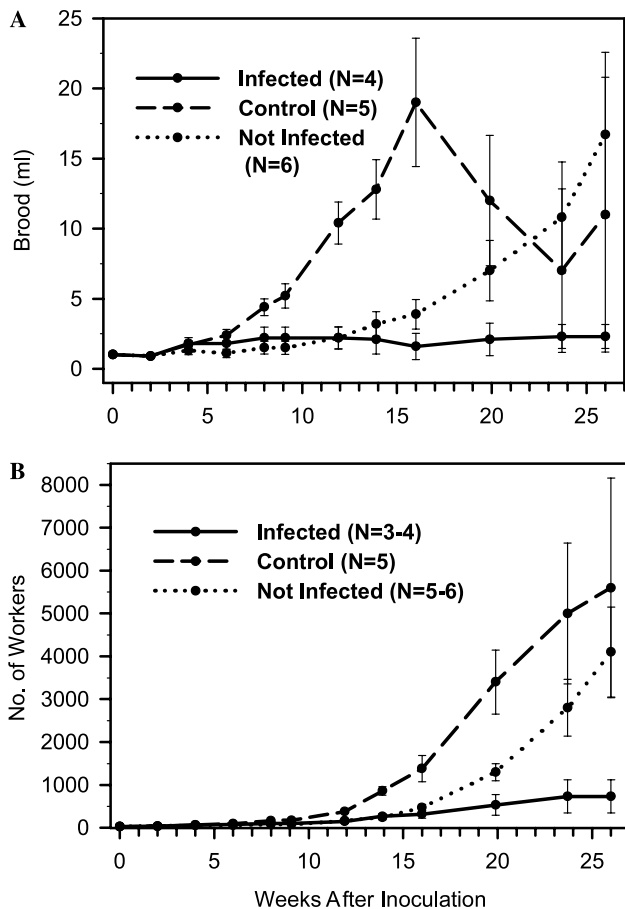 A
25
20
15
10
5
0
Brood (ml)
Infected (N=4)
Control (N=5)
Not Infected
(N=6)
0 5 10 15 20 25
B
8000
7000
6000
5000
4000
3000
2000
1000
0
No. of Workers
Infected (N=3-4)
Control (N=5)
Not Infected (N=5-6)
0 5 10 15 20 25
Weeks After Inoculation